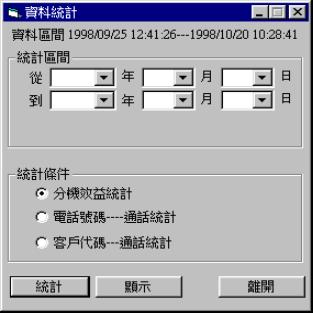 資料統計
資料區間 1998/09/25 12:41:26---1998/10/20 10:28:41
統計區間
從 年 月 日
到 年 月 日
統計條件
分機效益統計
電話號碼----通話統計
客戶代碼---通話統計
統計 顯示 離開